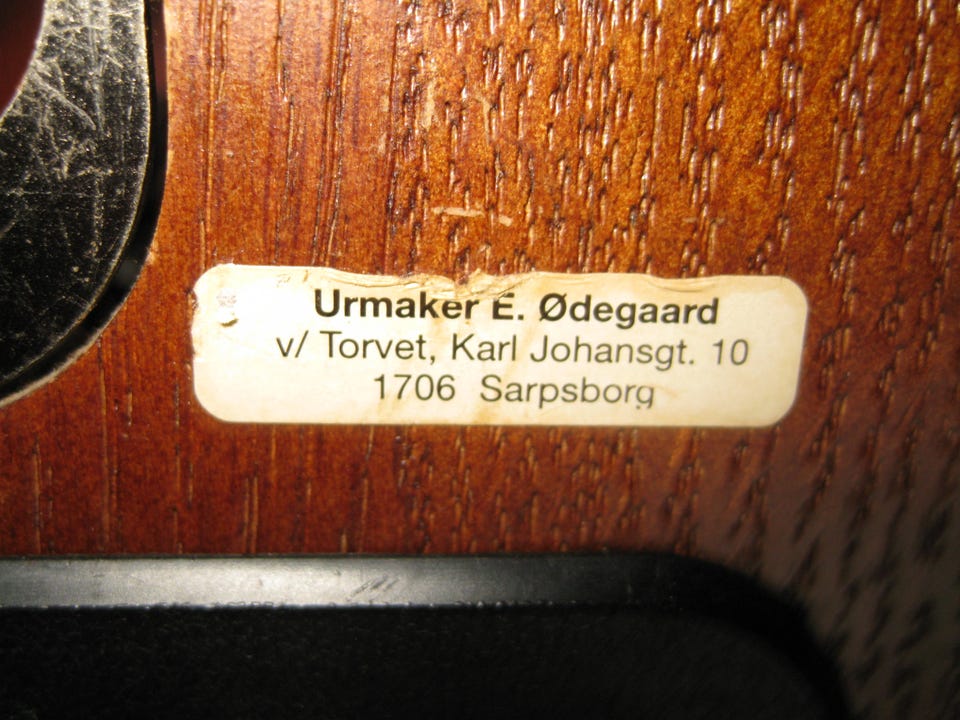 Urmaker E. Ødegaard
v/ Torvet, Karl Johansgt. 10
1706 Sarpsborg